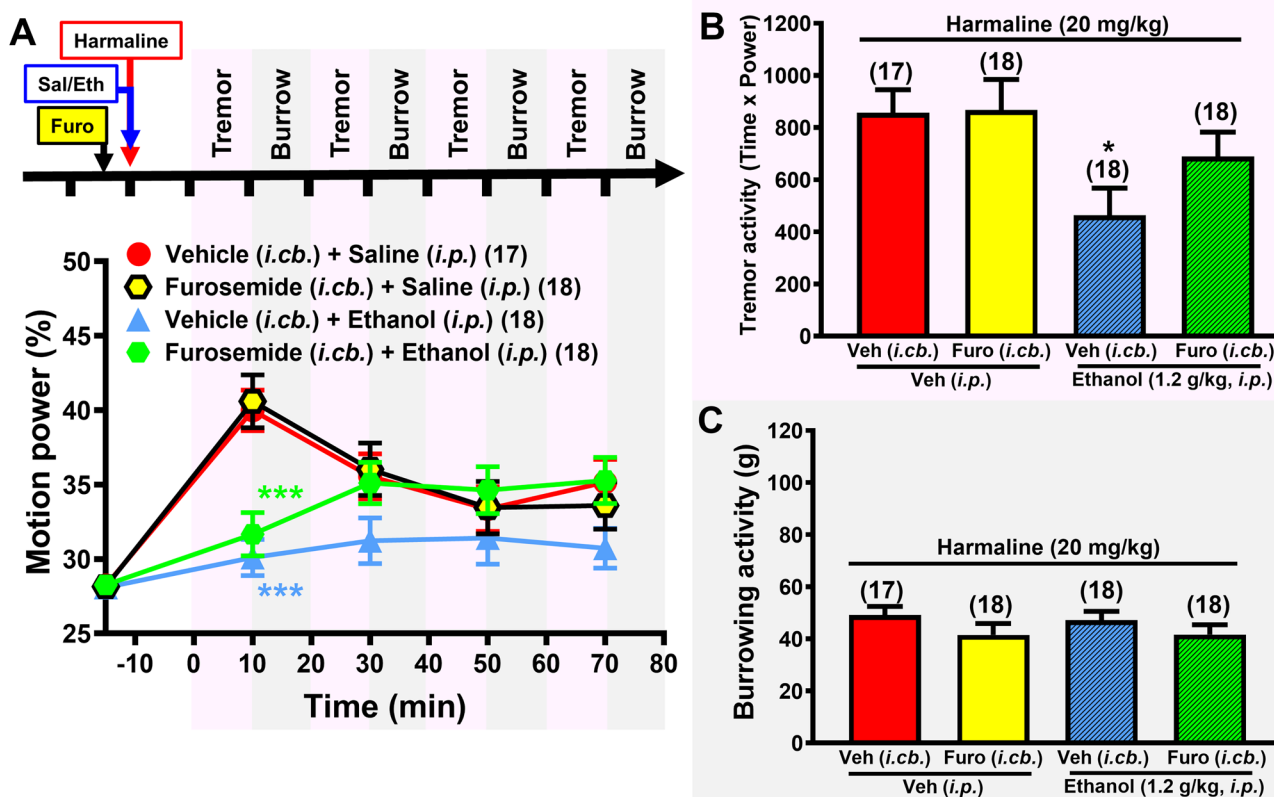 A
Harmaline
Sal/Eth
Furo
Tremor
Burrow
Tremor
Burrow
Tremor
Burrow
Tremor
Burrow
Vehicle (i.cb.) + Saline (i.p.) (17)
Furosemide (i.cb.) + Saline (i.p.) (18)
Vehicle (i.cb.) + Ethanol (i.p.) (18)
Furosemide (i.cb.) + Ethanol (i.p.) (18)
Motion power (%)
50
45
40
35
30
25
***
***
-10 0 10 20 30 40 50 60 70 80
Time (min)
B
Harmaline (20 mg/kg)
Tremor activity (Time x Power)
1200
1000
800
600
400
200
0
(17)
(18)
*
(18)
(18)
Veh (i.cb.) Furo (i.cb.) Veh (i.cb.) Furo (i.cb.)
Veh (i.p.) Ethanol (1.2 g/kg, i.p.)
C
Harmaline (20 mg/kg)
Burrowing activity (g)
120
100
80
60
40
20
0
(17) (18) (18) (18)
Veh (i.cb.) Furo (i.cb.) Veh (i.cb.) Furo (i.cb.)
Veh (i.p.) Ethanol (1.2 g/kg, i.p.)